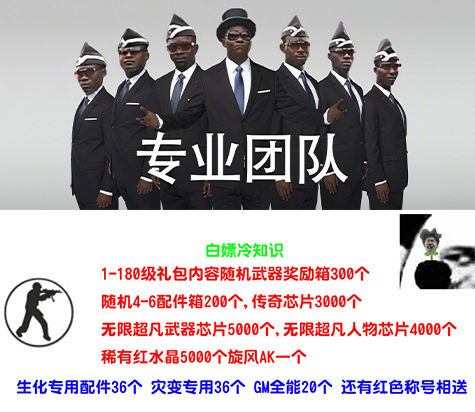 专业团队
白嫖冷知识
1-180级礼包内容随机武器奖励箱300个
随机4-6配件箱200个,传奇芯片3000个
无限超凡武器芯片5000个,无限超凡人物芯片4000个
稀有红水晶5000个旋风AK一个
生化专用配件36个 灾变专用36个 GM全能20个 还有红色称号相送